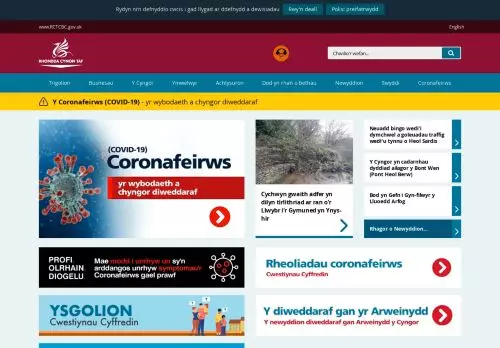 Rydyn ni'n defnyddio cwcis i gad llygad ar ddefnydd a dewisiadau
Rwy'n deall
Polisi preifatrwydd
www.RCTCBC.gov.uk
English
RHONDDA CYNON TAF
Chwilio'r wefan...
Trigolion
Busnesau
Y Cyngor
Ymwelwyr
Achlysuron
Dod yn rhan o bethau
Newyddion
Swyddi
Coronafeirws
Y Coronafeirws (COVID-19) - yr wybodaeth a chyngor diweddaraf
(COVID-19)
Coronafeirws
yr wybodaeth a
chyngor diweddaraf
Cychwyn gwaith adfer yn
dilyn tirlithriad ar ran o'r
Llwybr i'r Gymuned yn Ynys-
hir
Neuadd bingo wedi'i
dymchwel a goleuadau traffig
wedi'u tynnu o Heol Sardis
Y Cyngor yn cadarnhau
dyddiad ailagor y Bont Wen
(Pont Heol Berw)
Bod yn Gefn i Gyn-filwyr y
Lluoedd Arfog
Rhagor o Newyddion...
PROFI
OLRHAIN
DIOGELU
Mae mochi unrhyw un sy'n
arddangos unrhyw symptomau'r
Coronafeirws gael prawf
Rheoliadau coronafeirws
Cwestiynau Cyffredin
YSGOLION
Cwestiynau Cyffredin
Y diweddaraf gan yr Arweinydd
Y newyddion diweddaraf gan Arweinydd y Cyngor